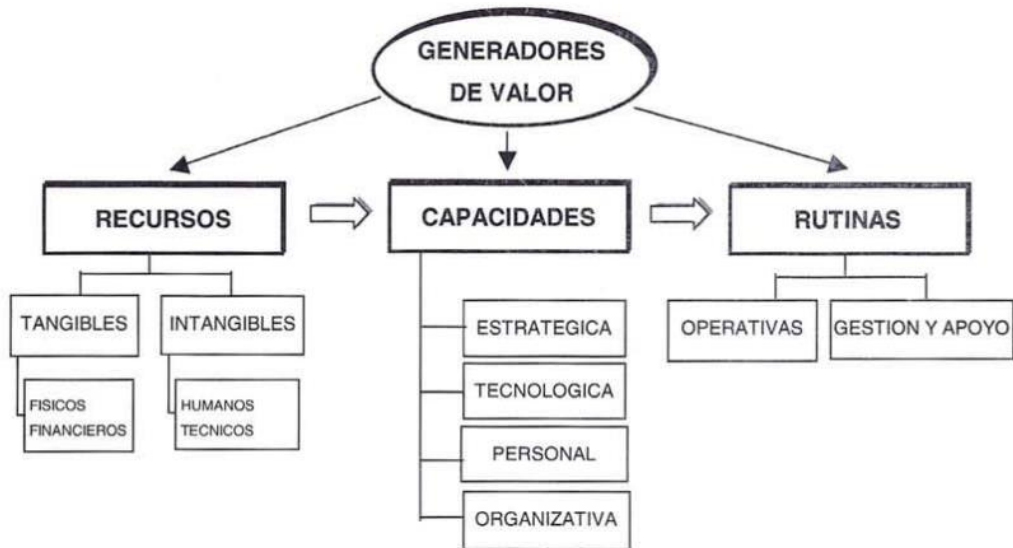 GENERADORES
DE VALOR
RECURSOS
CAPACIDADES
RUTINAS
TANGIBLES
INTANGIBLES
FISICOS
FINANCIEROS
HUMANOS
TECNICOS
ESTRATEGICA
TECNOLOGICA
PERSONAL
ORGANIZATIVA
OPERATIVAS
GESTION Y APOYO